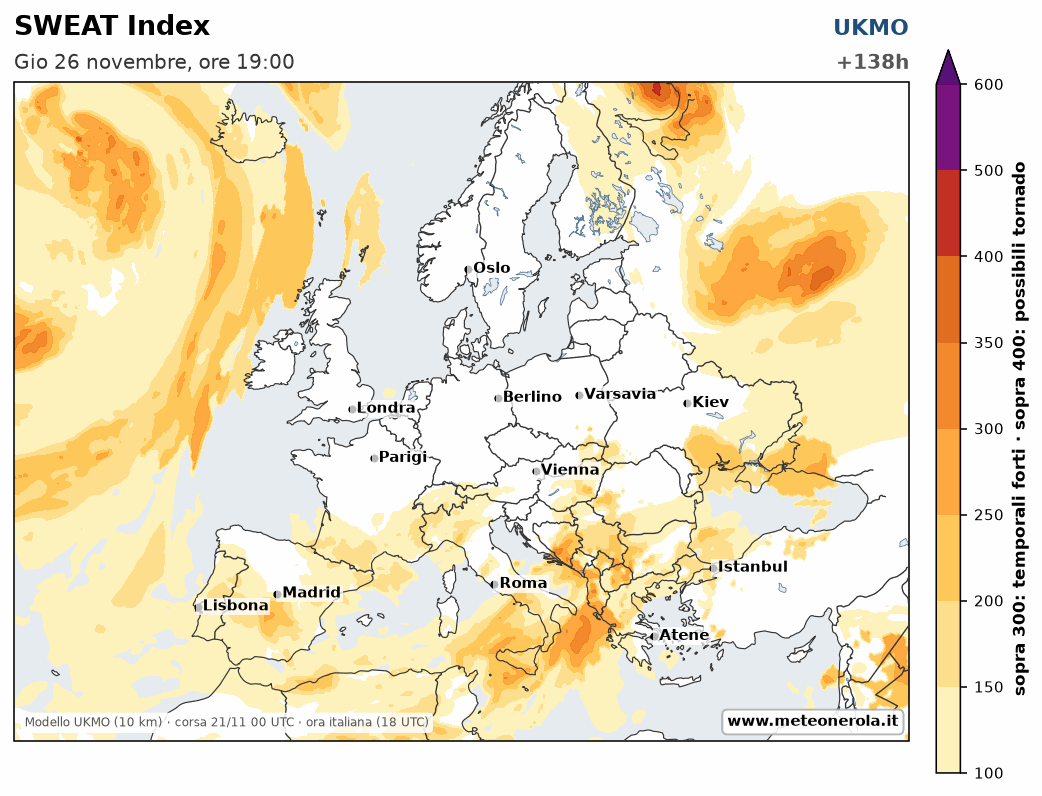 SWEAT Index
UKMO
Gio 26 novembre, ore 19:00
+138h
Oslo
Londra
Berlino
Varsavia
Kiev
Parigi
Vienna
Istanbul
Roma
Madrid
Lisbona
Atene
Modello UKMO (10 km) · corsa 21/11 00 UTC · ora italiana (18 UTC)
www.meteonerola.it
600
500
400
350
300
250
200
150
100
sopra 300: temporali forti · sopra 400: possibili tornado